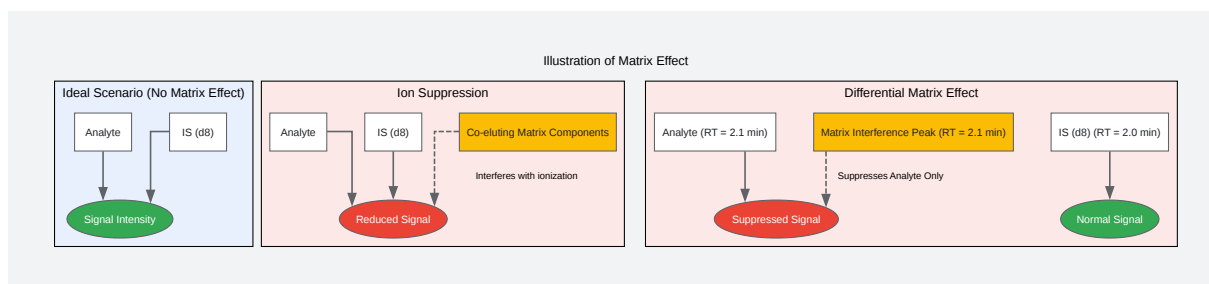 Illustration of Matrix Effect
Ideal Scenario (No Matrix Effect)
Analyte
IS (d8)
Signal Intensity
Ion Suppression
Analyte
IS (d8)
Co-eluting Matrix Components
Interferes with ionization
Reduced Signal
Differential Matrix Effect
Analyte (RT = 2.1 min)
Matrix Interference Peak (RT = 2.1 min)
IS (d8) (RT = 2.0 min)
Suppresses Analyte Only
Suppressed Signal
Normal Signal